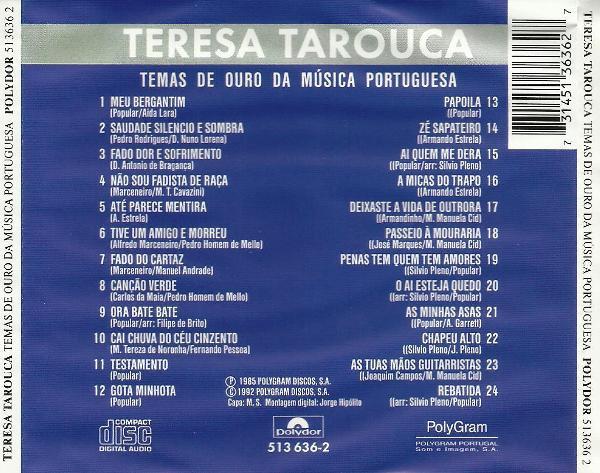 TERESA TAROUCA
TEMAS DE OURO DA MÚSICA PORTUGUESA
1 MEU BERGANTIM
(Popular/Aida Lara)
2 SAUDADE SILENCIO E SOMBRA
(Pedro Rodrigues/D. Nuno Lorena)
3 FADO DOR E SOFRIMENTO
(D. Antonio de Bragança)
4 NÃO SOU FADISTA DE RAÇA
(Marceneiro/M. T. Cavazini)
5 ATÉ PARECE MENTIRA
(A. Estrela)
6 TIVE UM AMIGO E MORREU
(Alfredo Marceneiro/Pedro Homem de Mello)
7 FADO DO CARTAZ
(Marceneiro/Manuel Andrade)
8 CANÇÃO VERDE
(Carlos da Maia/Pedro Homem de Mello)
9 ORA BATE BATE
(Popular/arr: Filipe de Brito)
10 CAI CHUVA DO CÉU CINZENTO
(M. Tereza de Noronha/Fernando Pessoa)
11 TESTAMENTO
(Popular)
12 GOTA MINHOTA
(Popular)
PAPOILA 13
((Popular)
ZÉ SAPATEIRO 14
((Armando Estrela)
AI QUEM ME DERA 15
((Popular/arr: Silvio Pleno)
A MICAS DO TRAPO 16
((Armando Estrela)
DEIXASTE A VIDA DE OUTRORA 17
((Armandinho/M. Manuela Cid)
PASSEIO À MOURARIA 18
((José Marques/M. Manuela Cid)
PENAS TEM QUEM TEM AMORES 19
((Silvio Pleno/Popular)
O AI ESTEJA QUEDO 20
((arr: Silvio Pleno/Popular)
AS MINHAS ASAS 21
((Popular/A. Garrett)
CHAPEU ALTO 22
((Silvio Pleno/J. Pleno)
AS TUAS MÃOS GUITARRISTAS 23
((Joaquim Campos/M. Manuela Cid)
REBATIDA 24
((arr: Silvio Pleno/Popular)
Ⓟ 1985 POLYGRAM DISCOS, S.A.
© 1992 POLYGRAM DISCOS, S.A.
Capa: M. S. Montagem digital: Jorge Hipólito
COMPACT
disc
DIGITAL AUDIO
Polydor
513 636-2
PolyGram
POLYGRAM PORTUGAL
Som e Imagem, S.A.
7 31451 36362 7
TERESA TAROUCA TEMAS DE OURO DA MÚSICA PORTUGUESA POLYDOR 513636 2
TERESA TAROUCA TEMAS DE OURO DA MÚSICA PORTUGUESA POLYDOR 513636 2